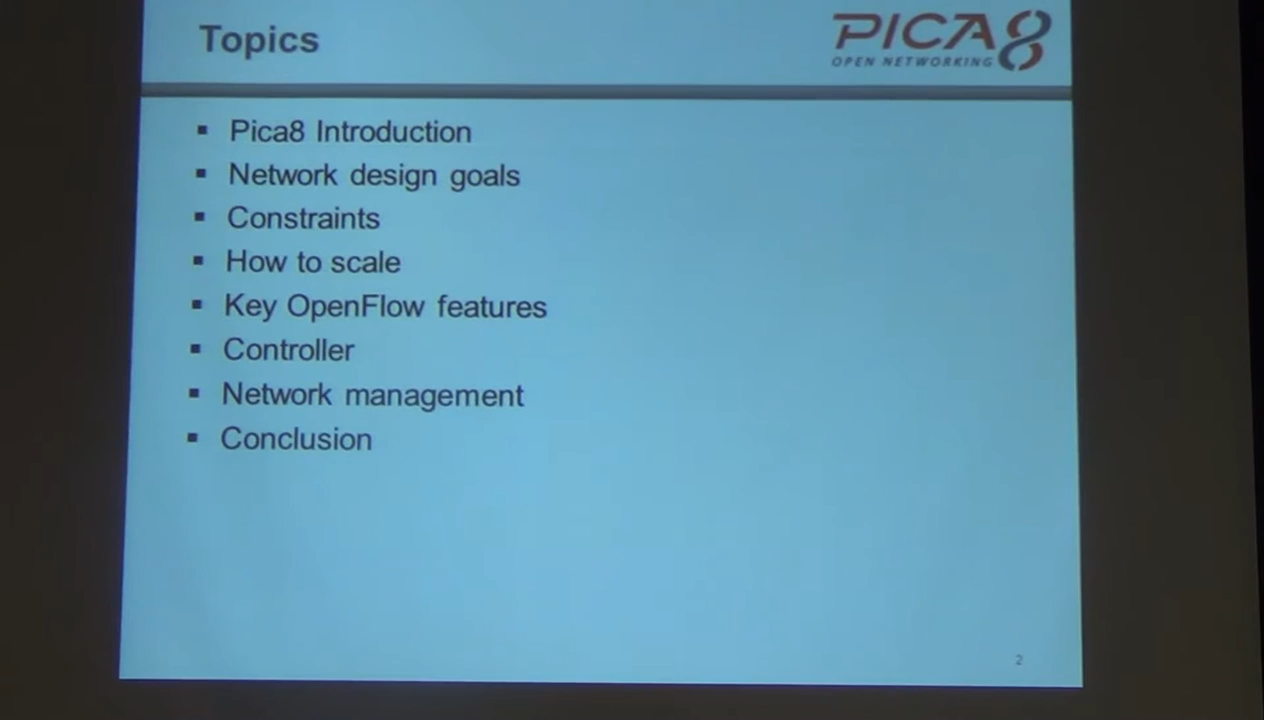 Topics
PICA8
OPEN NETWORKING
▪ Pica8 Introduction
▪ Network design goals
▪ Constraints
▪ How to scale
▪ Key OpenFlow features
▪ Controller
▪ Network management
▪ Conclusion
2